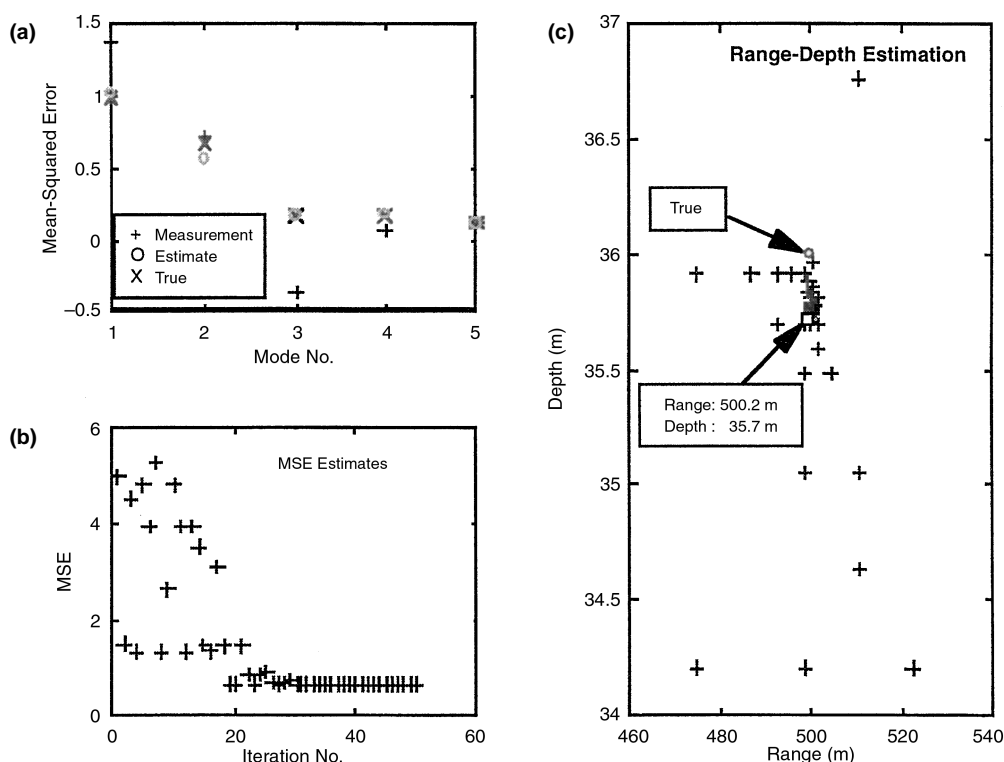 (a)
1.5
1
0.5
0
−0.5
Mean-Squared Error
+ Measurement
O Estimate
X True
1 2 3 4 5
Mode No.
(b)
6
4
2
0
MSE
MSE Estimates
0 20 40 60
Iteration No.
(c)
37
36.5
36
35.5
35
34.5
34
Depth (m)
Range-Depth Estimation
True
Range: 500.2 m
Depth : 35.7 m
460 480 500 520 540
Range (m)